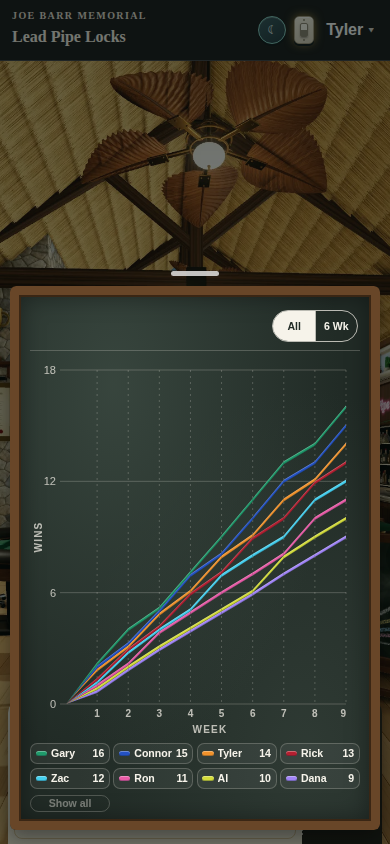 JOE BARR MEMORIAL
Lead Pipe Locks
Tyler
All 6 Wk
18
12
6
0
WINS
1 2 3 4 5 6 7 8 9
WEEK
Gary 16 Connor 15 Tyler 14 Rick 13
Zac 12 Ron 11 Al 10 Dana 9
Show all